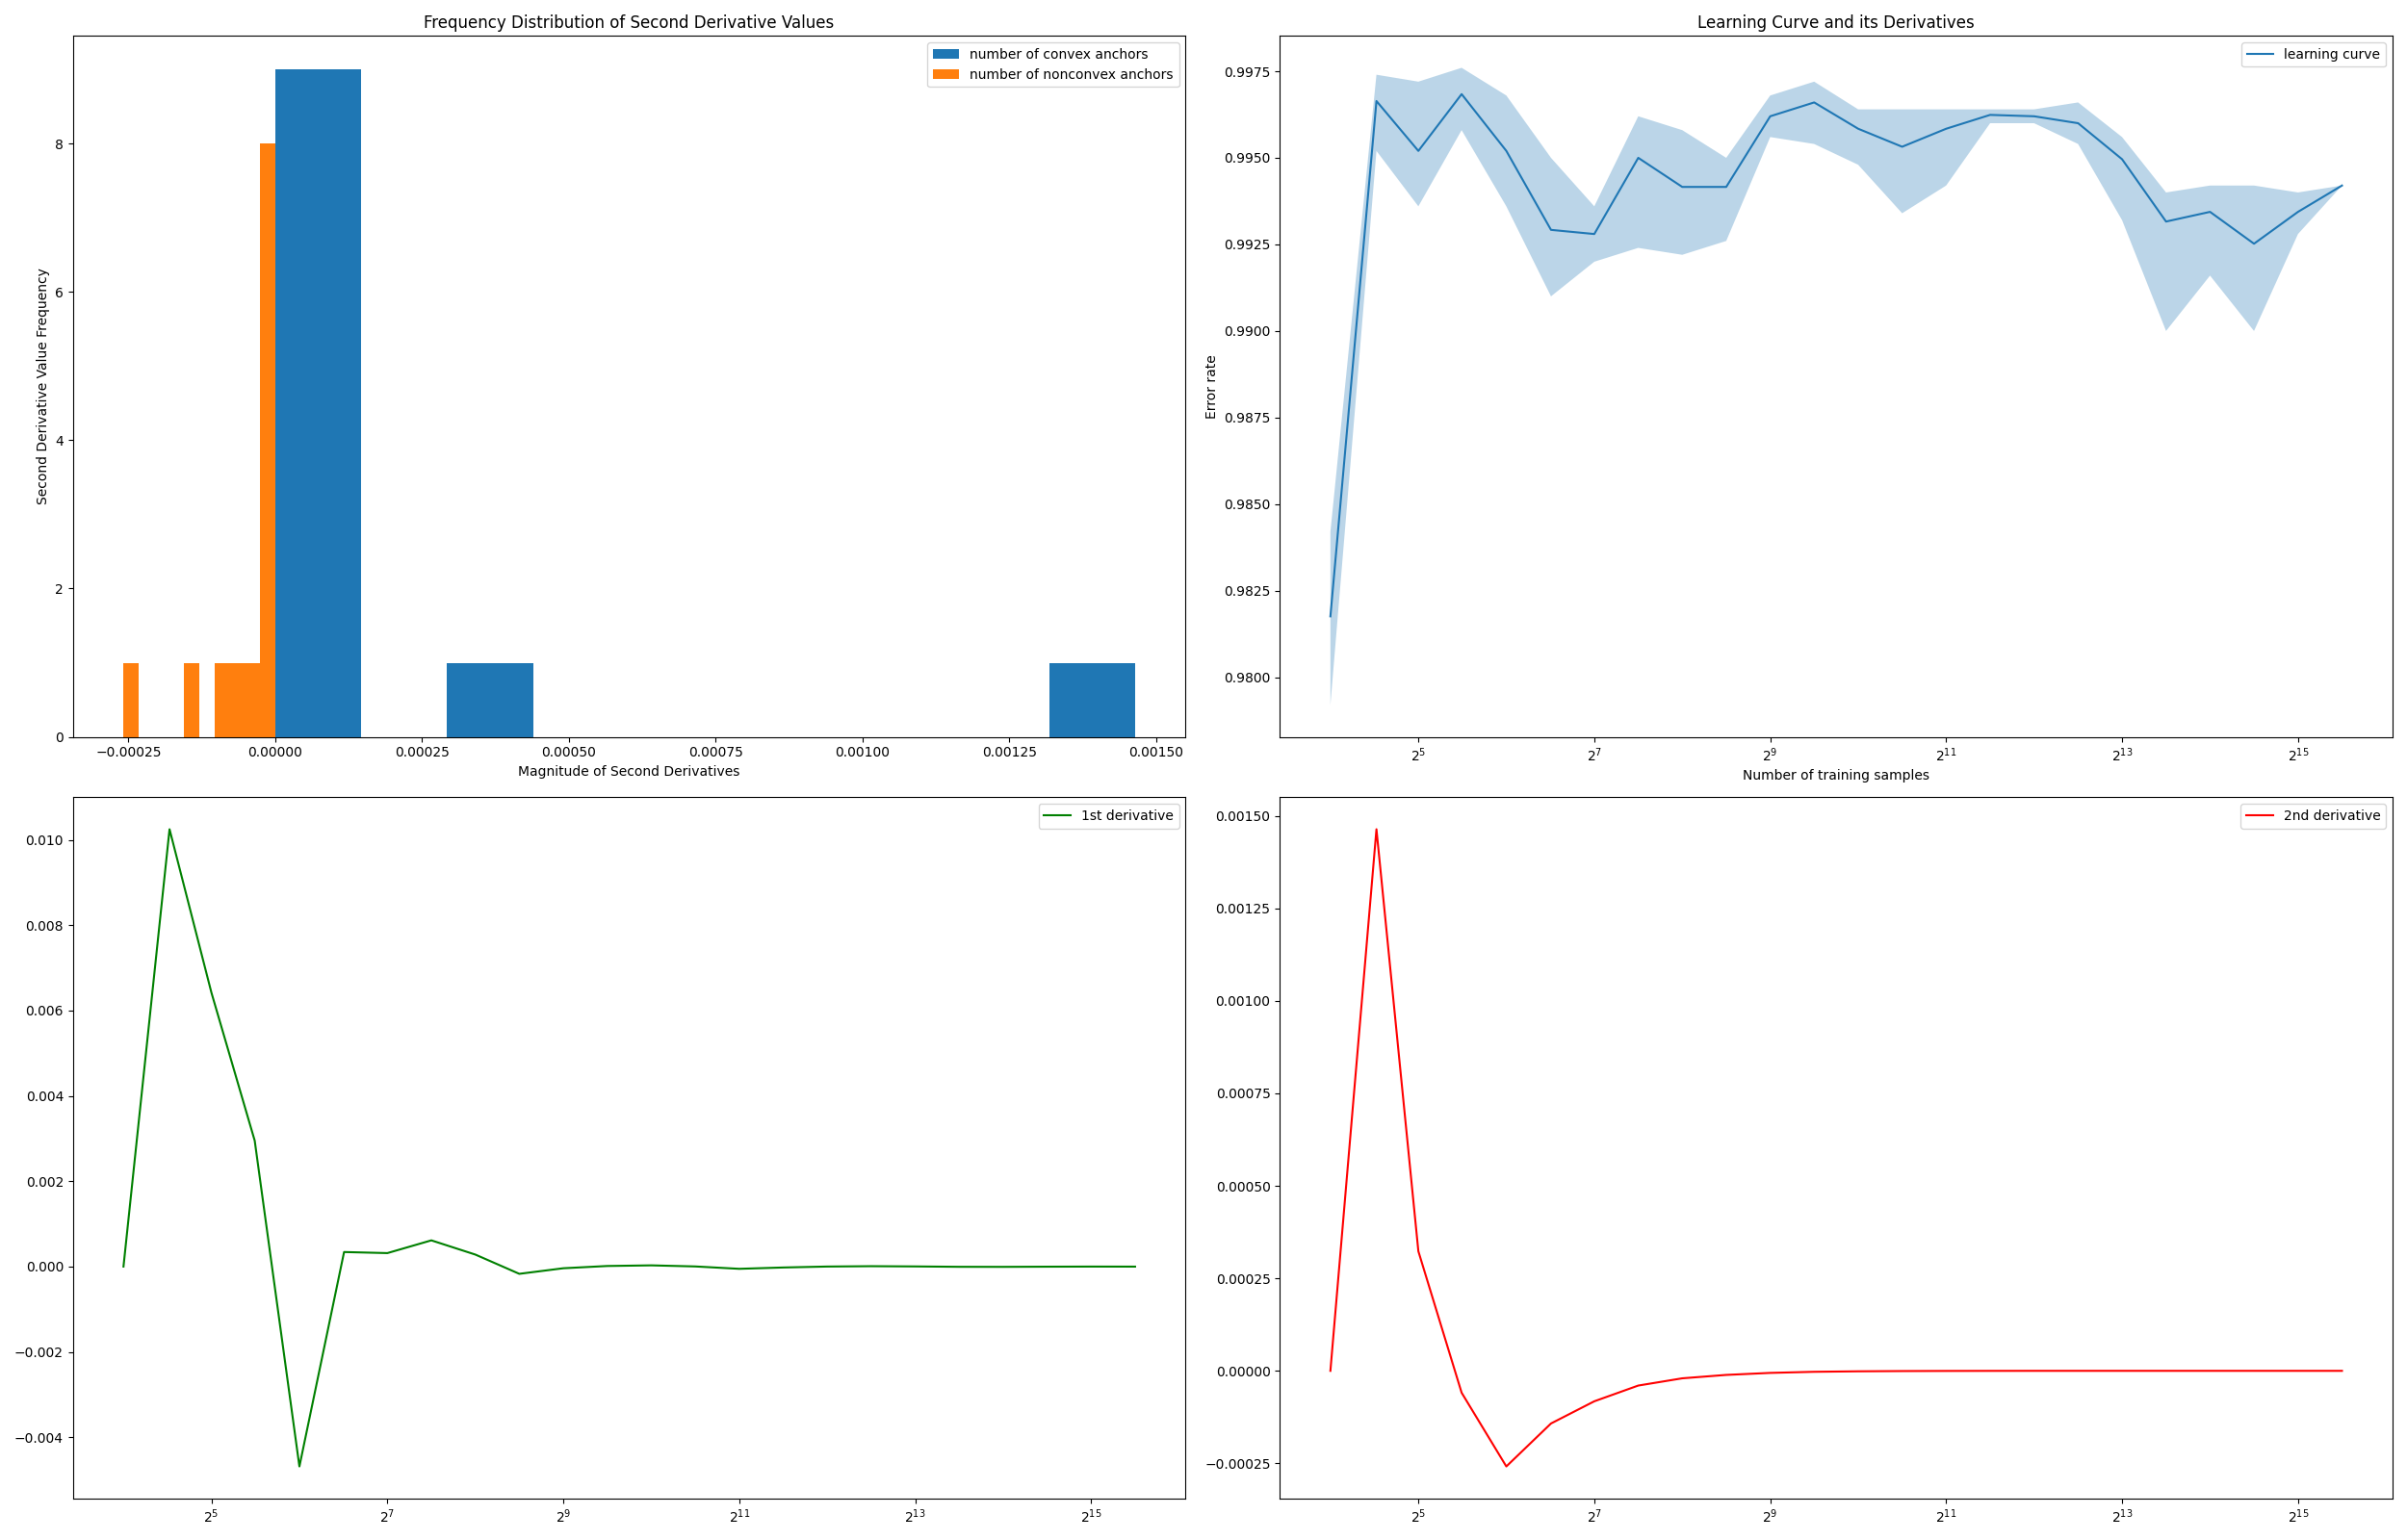 Frequency Distribution of Second Derivative Values
number of convex anchors
number of nonconvex anchors
Second Derivative Value Frequency
8
6
4
2
0
−0.00025 0.00000 0.00025 0.00050 0.00075 0.00100 0.00125 0.00150
Magnitude of Second Derivatives
Learning Curve and its Derivatives
learning curve
Error rate
0.9975
0.9950
0.9925
0.9900
0.9875
0.9850
0.9825
0.9800
2^5 2^7 2^9 2^11 2^13 2^15
Number of training samples
1st derivative
0.010
0.008
0.006
0.004
0.002
0.000
−0.002
−0.004
2^5 2^7 2^9 2^11 2^13 2^15
2nd derivative
0.00150
0.00125
0.00100
0.00075
0.00050
0.00025
0.00000
−0.00025
2^5 2^7 2^9 2^11 2^13 2^15